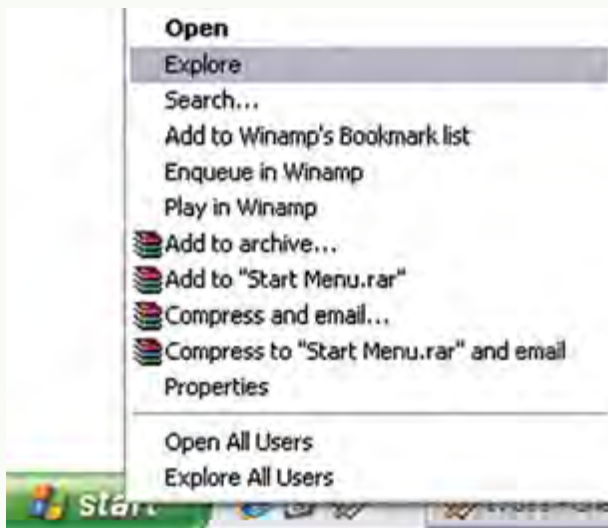 Open
Explore
Search...
Add to Winamp's Bookmark list
Enqueue in Winamp
Play in Winamp
Add to archive...
Add to "Start Menu.rar"
Compress and email...
Compress to "Start Menu.rar" and email
Properties
Open All Users
Explore All Users
start